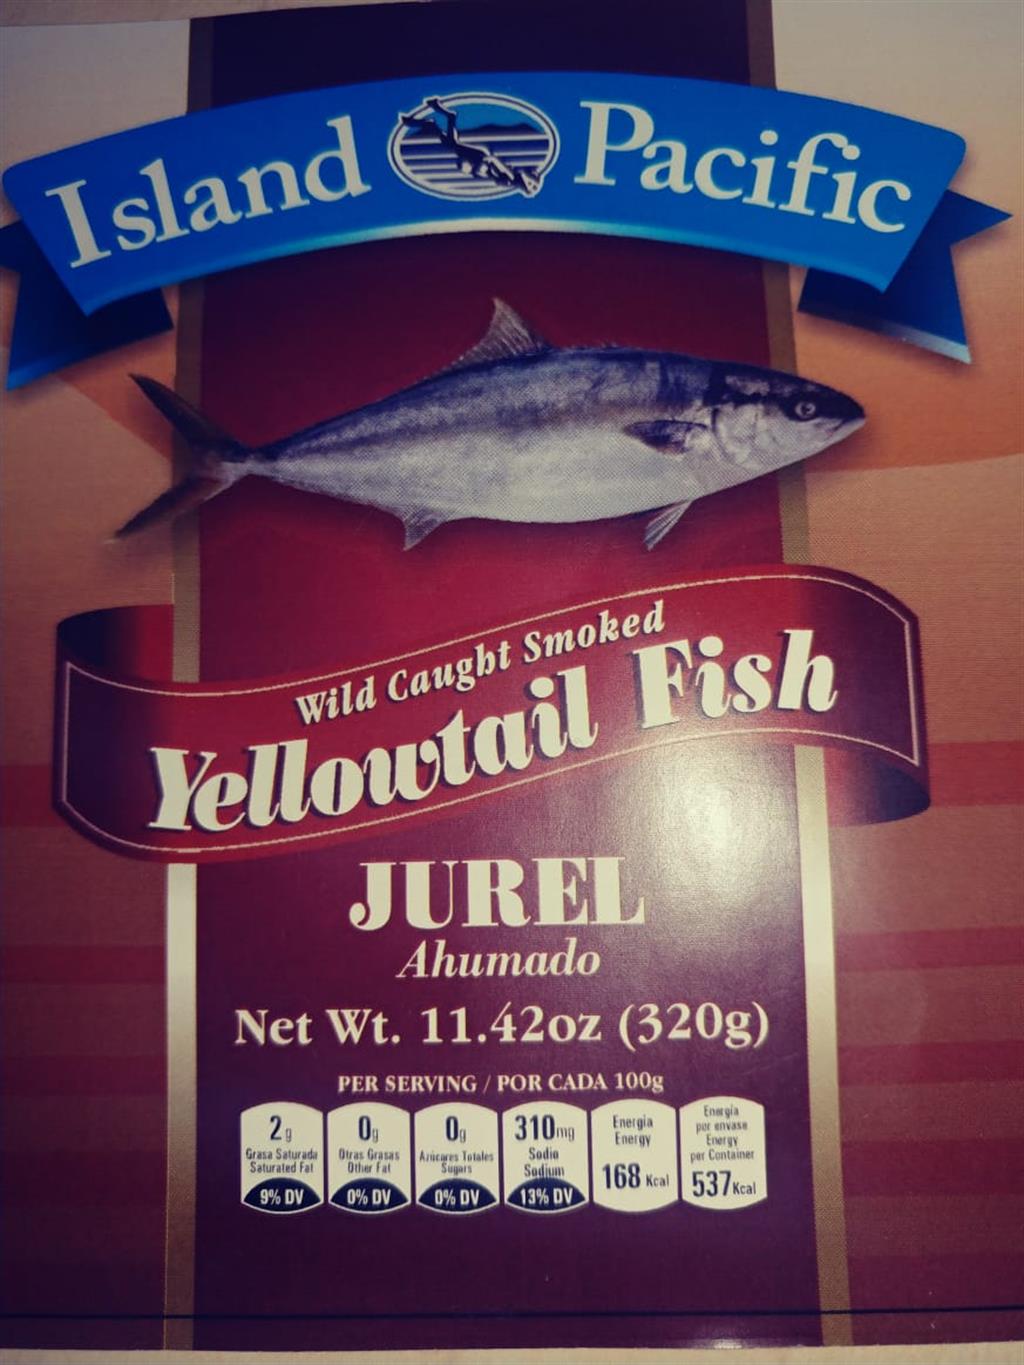 Island Pacific
Wild Caught Smoked
Yellowtail Fish
JUREL
Ahumado
Net Wt. 11.42oz (320g)
PER SERVING / POR CADA 100g
2g
Grasa Saturada
Saturated Fat
9% DV
0g
Otras Grasas
Other Fat
0% DV
0g
Azúcares Totales
Sugars
0% DV
310mg
Sodio
Sodium
13% DV
Energía
Energy
168 Kcal
Energía
por envase
Energy
per Container
537Kcal